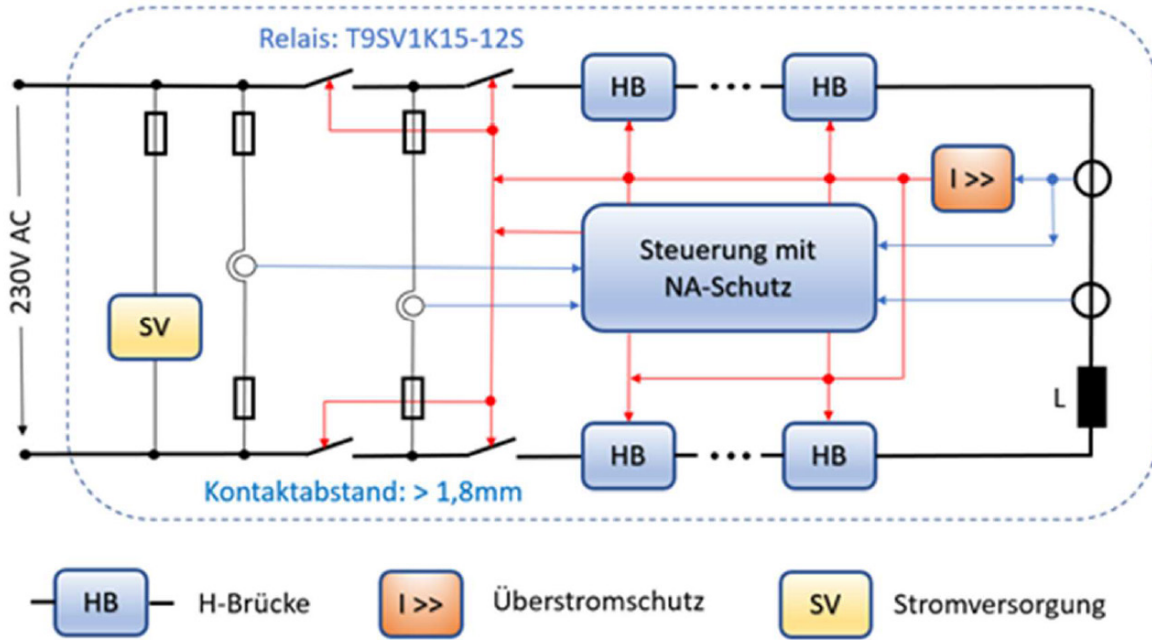 Relais: T9SV1K15-12S
HB
HB
I >>
230V AC
Steuerung mit
NA-Schutz
SV
L
HB
HB
Kontaktabstand: > 1,8mm
HB
H-Brücke
I >>
Überstromschutz
SV
Stromversorgung